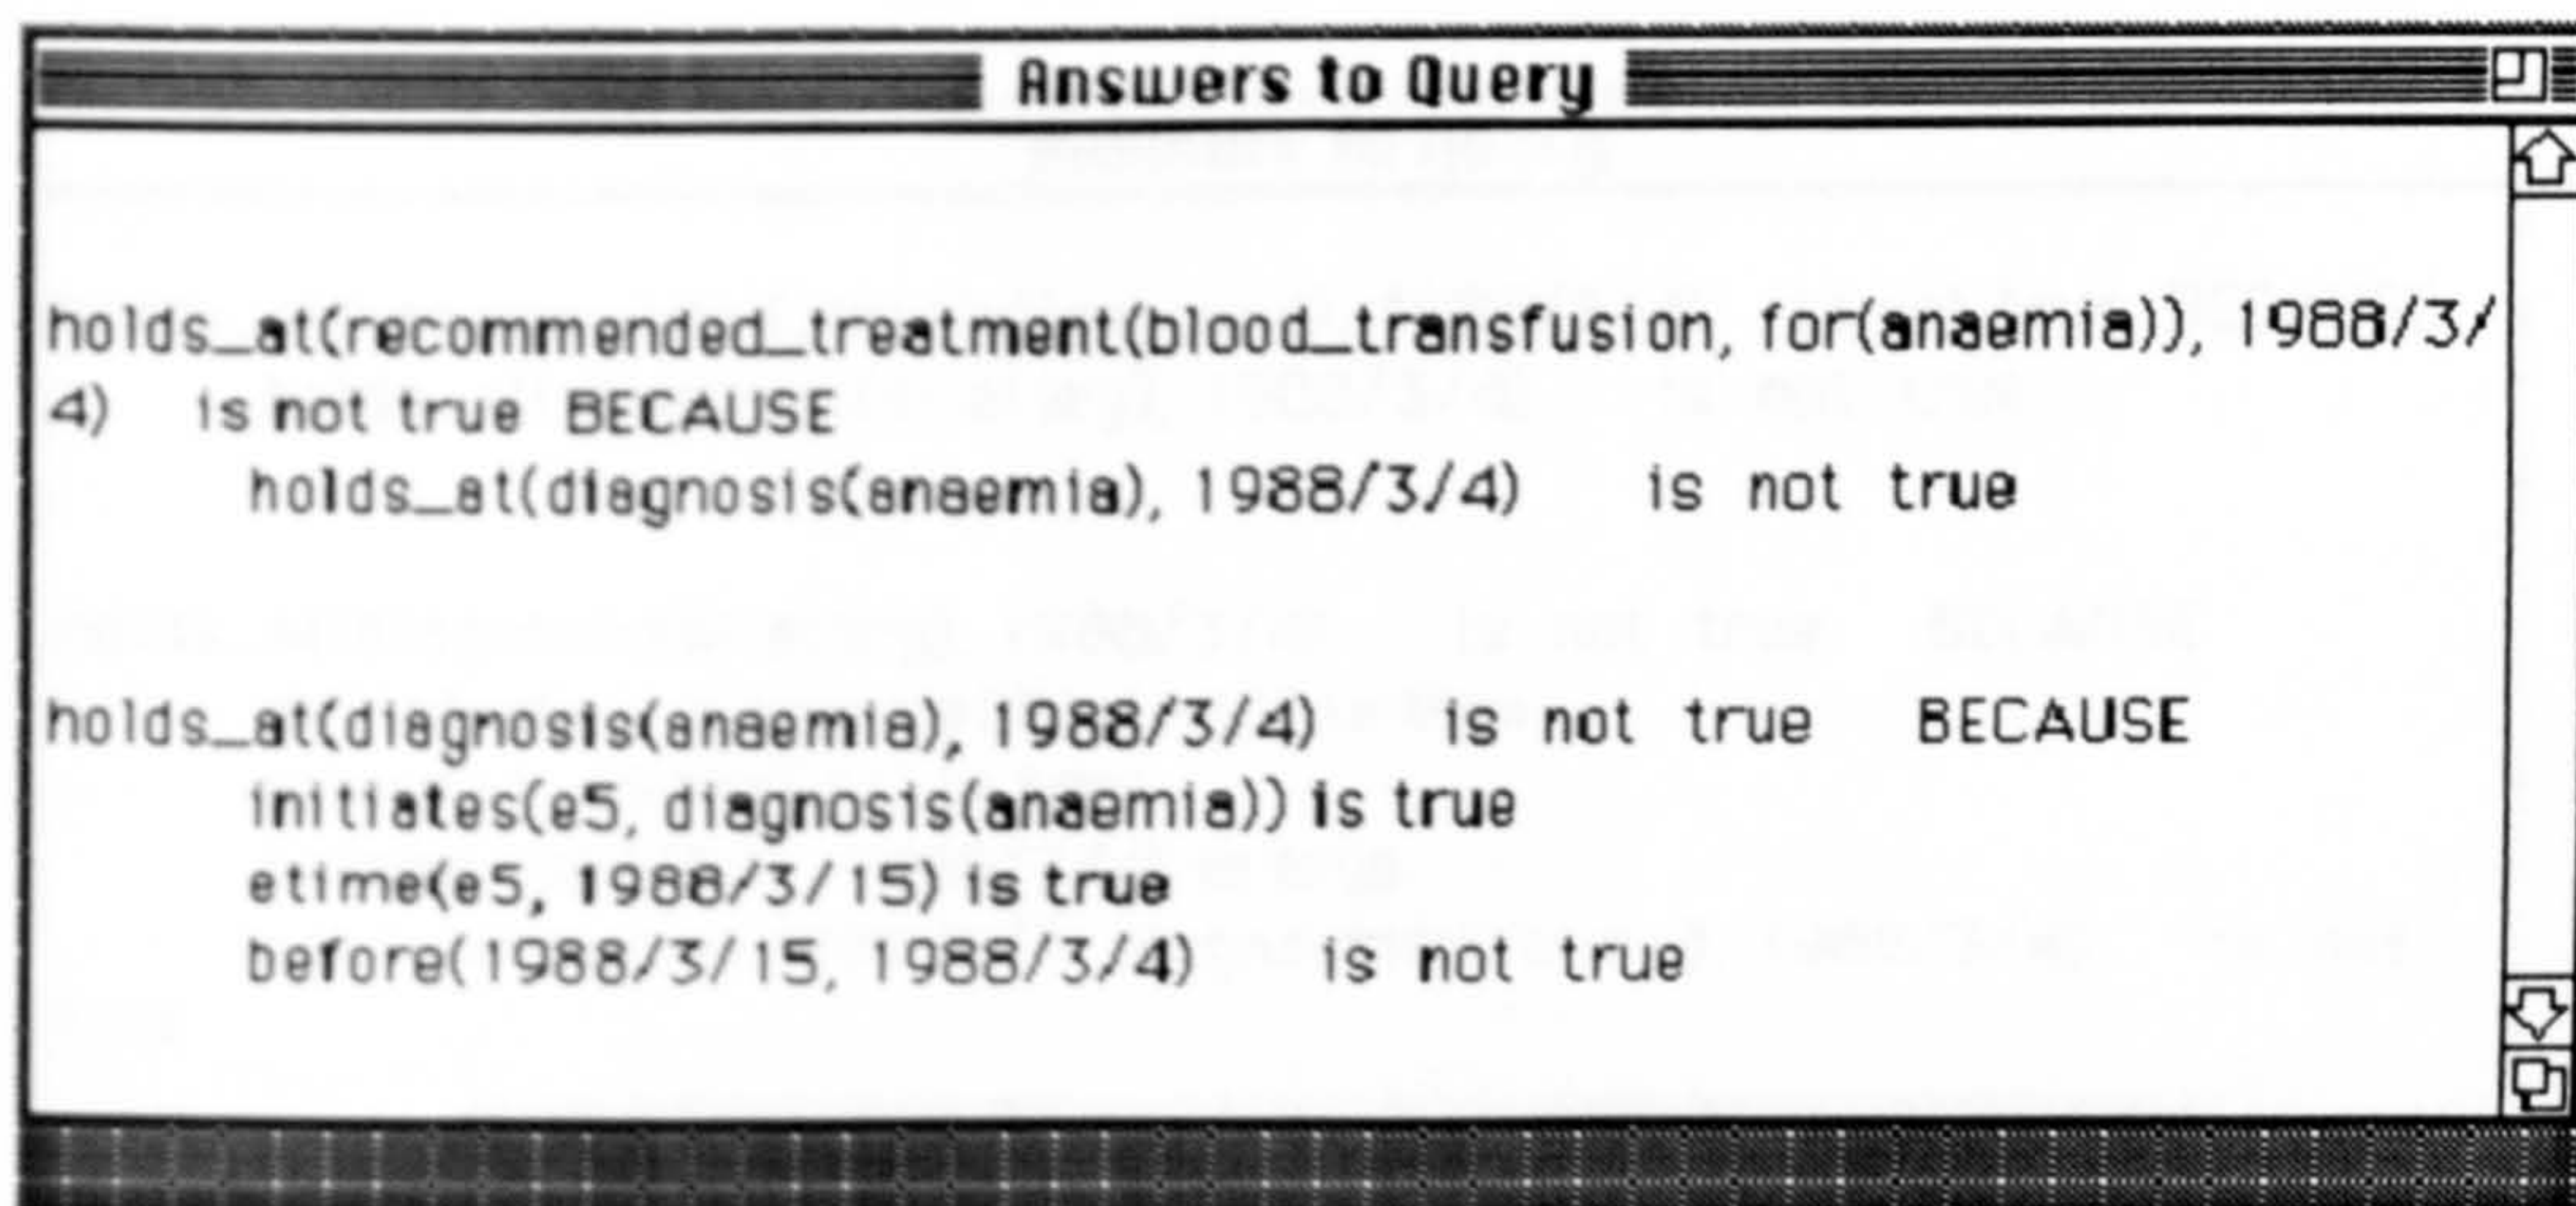 Answers to Query
holds_at(recommended_treatment(blood_transfusion, for(anaemia)), 1988/3/
4) is not true BECAUSE
holds_at(diagnosis(anaemia), 1988/3/4) is not true
holds_at(diagnosis(anaemia), 1988/3/4) is not true BECAUSE
initiates(e5, diagnosis(anaemia)) is true
etime(e5, 1988/3/15) is true
before(1988/3/15, 1988/3/4) is not true